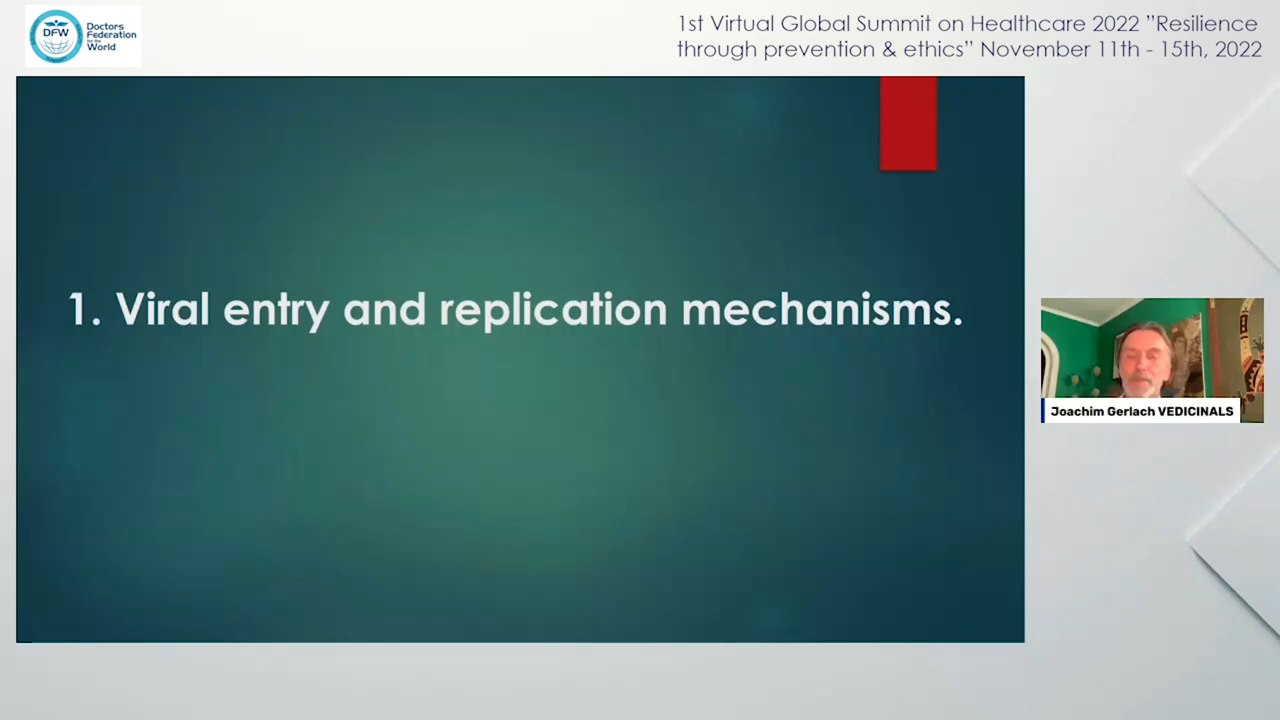 DFW
Doctors
Federation
for the
World
1st Virtual Global Summit on Healthcare 2022 ”Resilience
through prevention & ethics” November 11th - 15th, 2022
1. Viral entry and replication mechanisms.
Joachim Gerlach VEDICINALS